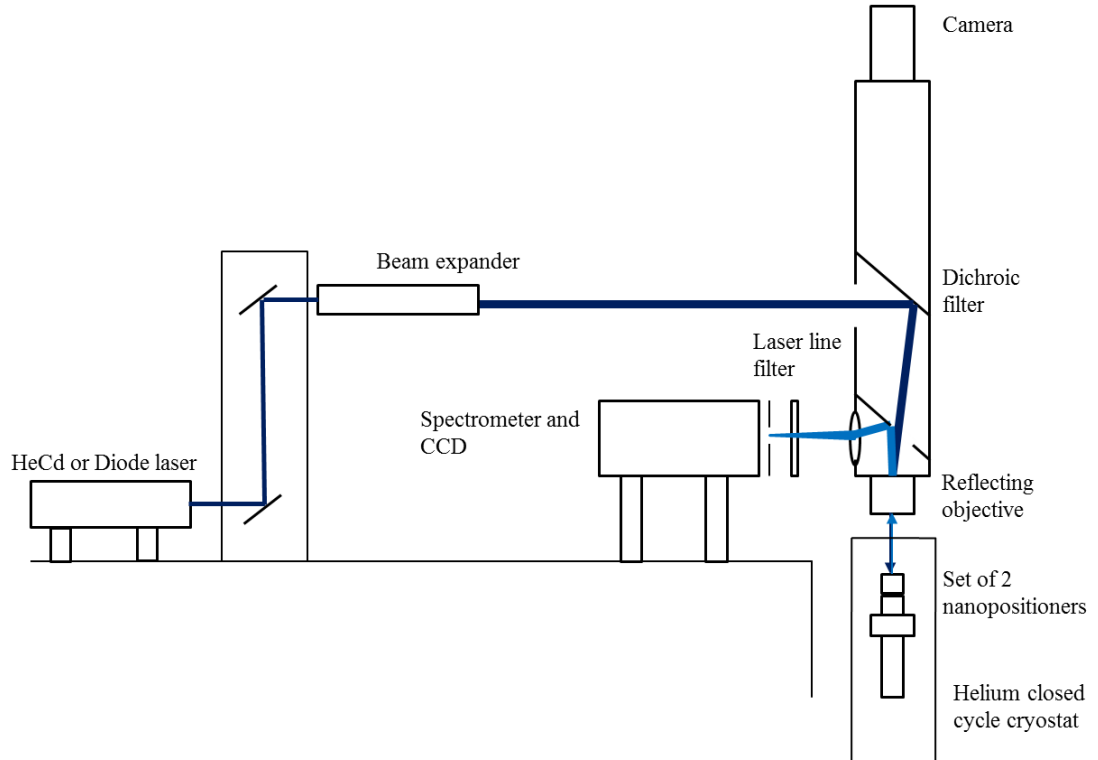 Camera
Beam expander
Dichroic
filter
Laser line
filter
Spectrometer and
CCD
HeCd or Diode laser
Reflecting
objective
Set of 2
nanopositioners
Helium closed
cycle cryostat